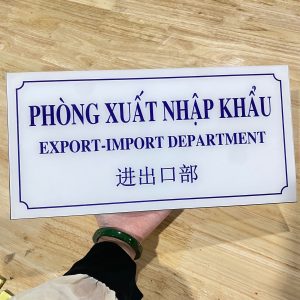 PHÒNG XUẤT NHẬP KHẨU
EXPORT-IMPORT DEPARTMENT
进出口部